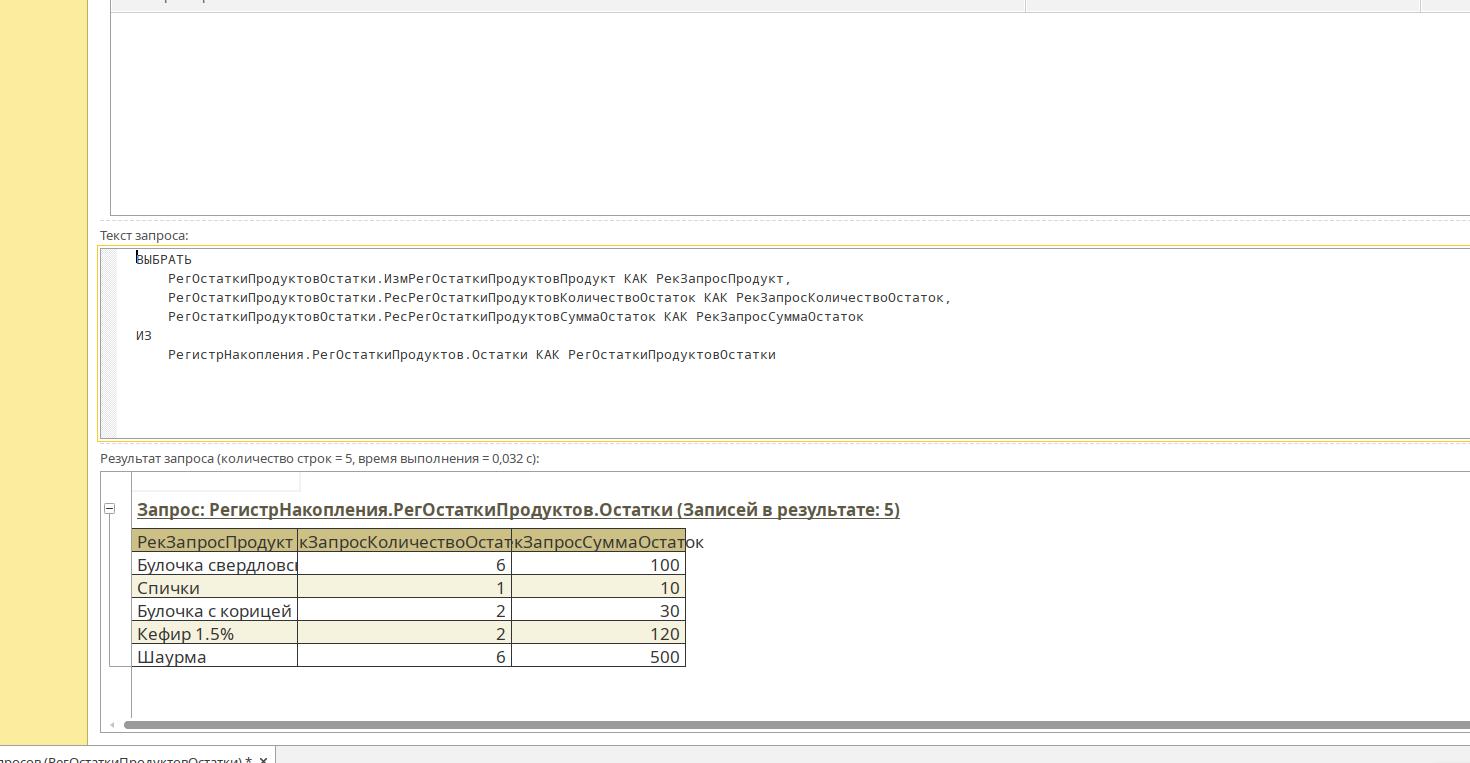 Текст запроса:
ВЫБРАТЬ
РегОстаткиПродуктовОстатки.ИзмРегОстаткиПродуктовПродукт КАК РекЗапросПродукт,
РегОстаткиПродуктовОстатки.РесРегОстаткиПродуктовКоличествоОстаток КАК РекЗапросКоличествоОстаток,
РегОстаткиПродуктовОстатки.РесРегОстаткиПродуктовСуммаОстаток КАК РекЗапросСуммаОстаток
ИЗ
РегистрНакопления.РегОстаткиПродуктов.Остатки КАК РегОстаткиПродуктовОстатки
Результат запроса (количество строк = 5, время выполнения = 0,032 с):
Запрос: РегистрНакопления.РегОстаткиПродуктов.Остатки (Записей в результате: 5)
РекЗапросПродукт кЗапросКоличествоОстат кЗапросСуммаОстаток
Булочка свердловс 6 100
Спички 1 10
Булочка с корицей 2 30
Кефир 1.5% 2 120
Шаурма 6 500
просов (РегОстаткиПродуктовОстатки) * ×